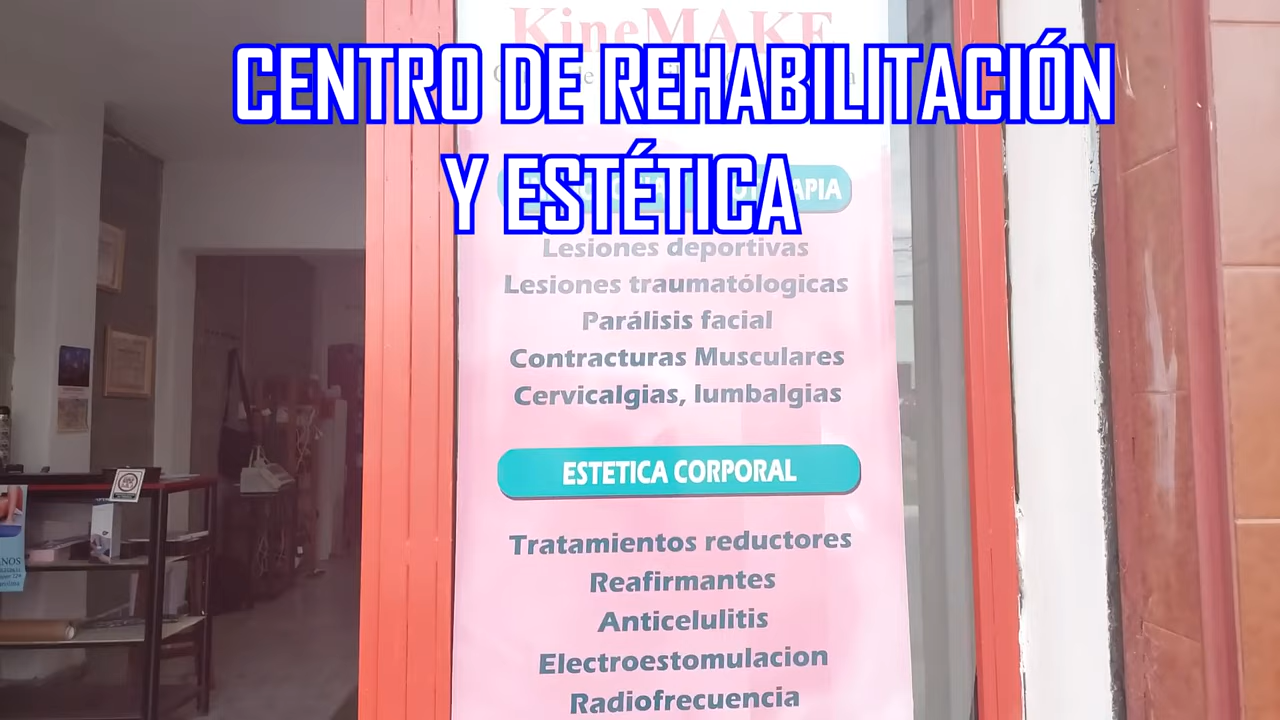 KineMAKE
CENTRO DE REHABILITACIÓN
Y ESTÉTICA
Lesiones deportivas
Lesiones traumatólogicas
Parálisis facial
Contracturas Musculares
Cervicalgias, lumbalgias
ESTETICA CORPORAL
Tratamientos reductores
Reafirmantes
Anticelulitis
Electroestomulacion
Radiofrecuencia